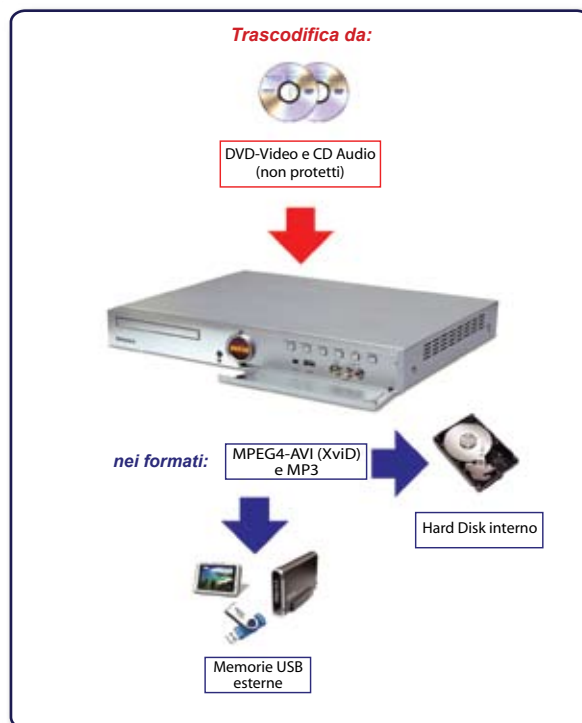 Trascodifica da:
DVD-Video e CD Audio
(non protetti)
nei formati:
MPEG4-AVI (XviD)
e MP3
Hard Disk interno
Memorie USB
esterne